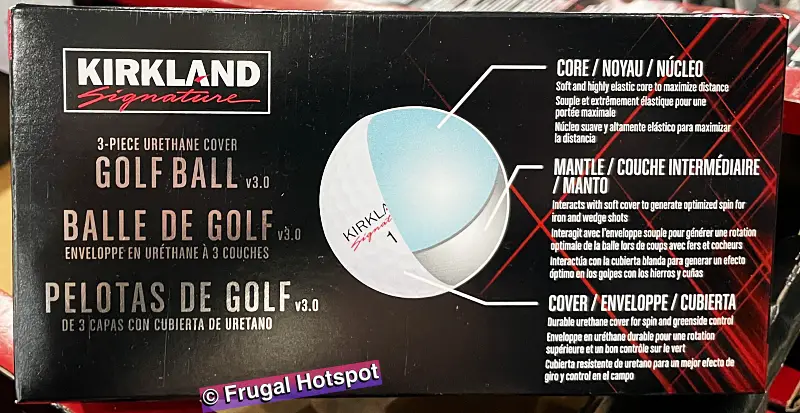 KIRKLAND
Signature
3-PIECE URETHANE COVER
GOLF BALL v3.0
BALLE DE GOLF v3.0
ENVELOPPE EN URÉTHANE À 3 COUCHES
PELOTAS DE GOLF v3.0
DE 3 CAPAS CON CUBIERTA DE URETANO
KIRKLA
Signatur
1
CORE / NOYAU / NÚCLEO
Soft and highly elastic core to maximize distance
Souple et extrêmement élastique pour une
portée maximale
Núcleo suave y altamente elástico para maximizar
la distancia
MANTLE / COUCHE INTERMÉDIAIRE
/ MANTO
Interacts with soft cover to generate optimized spin for
iron and wedge shots
Interagit avec l'enveloppe souple pour générer une rotation
optimale de la balle lors de coups avec fers et cocheurs
Interactúa con la cubierta blanda para generar un efecto
óptimo en los golpes con los hierros y cuñas
COVER / ENVELOPPE / CUBIERTA
Durable urethane cover for spin and greenside control
Enveloppe en uréthane durable pour une rotation
supérieure et un bon contrôle sur le vert
Cubierta resistente de uretano para un mejor efecto de
giro y control en el campo
© Frugal Hotspot